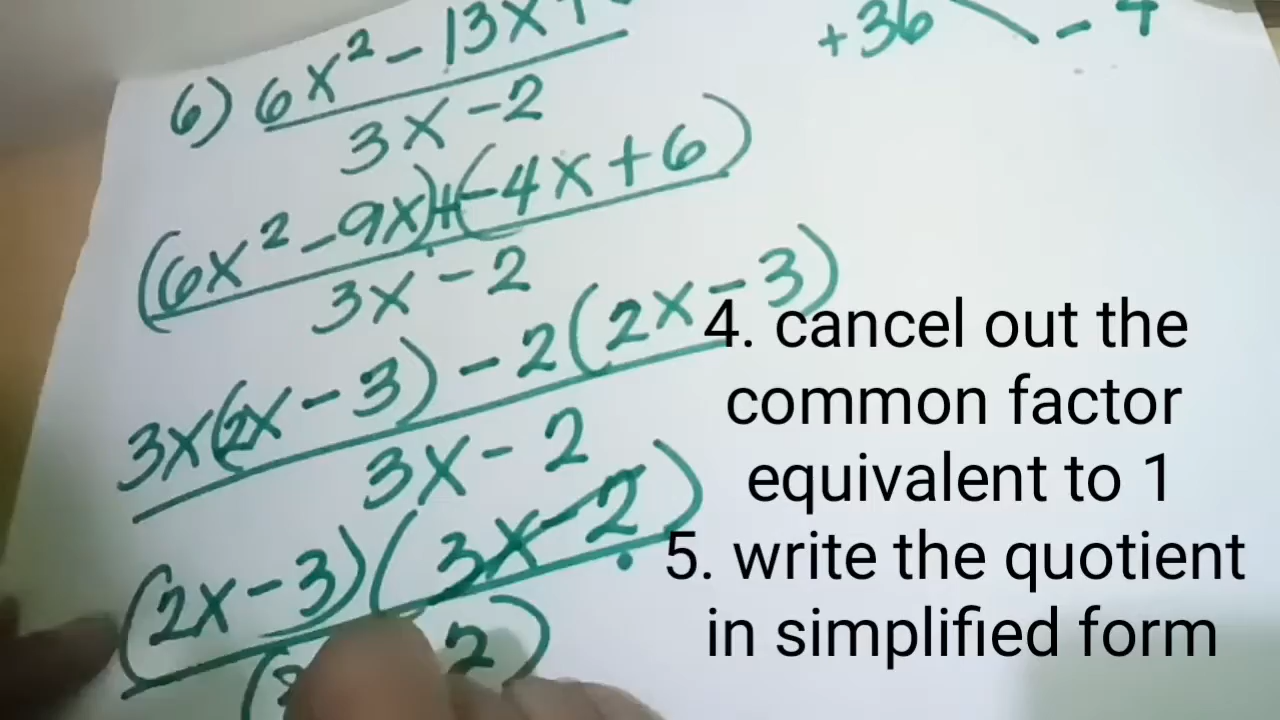 +36 -4
6) 6x² - 13x +
3x - 2
(6x² - 9x) + (-4x + 6)
3x - 2
3x(2x - 3) - 2(2x - 3)
3x - 2
(2x - 3)(3x - 2)
( 2)
4. cancel out the
common factor
equivalent to 1
5. write the quotient
in simplified form